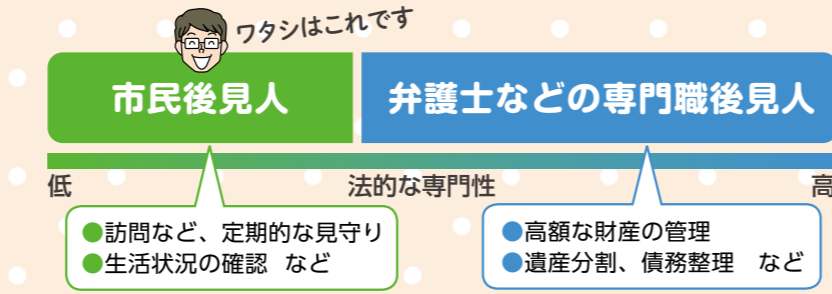 ワタシはこれです
市民後見人
弁護士などの専門職後見人
低
法的な専門性
高
●訪問など、定期的な見守り
●生活状況の確認 など
●高額な財産の管理
●遺産分割、債務整理 など